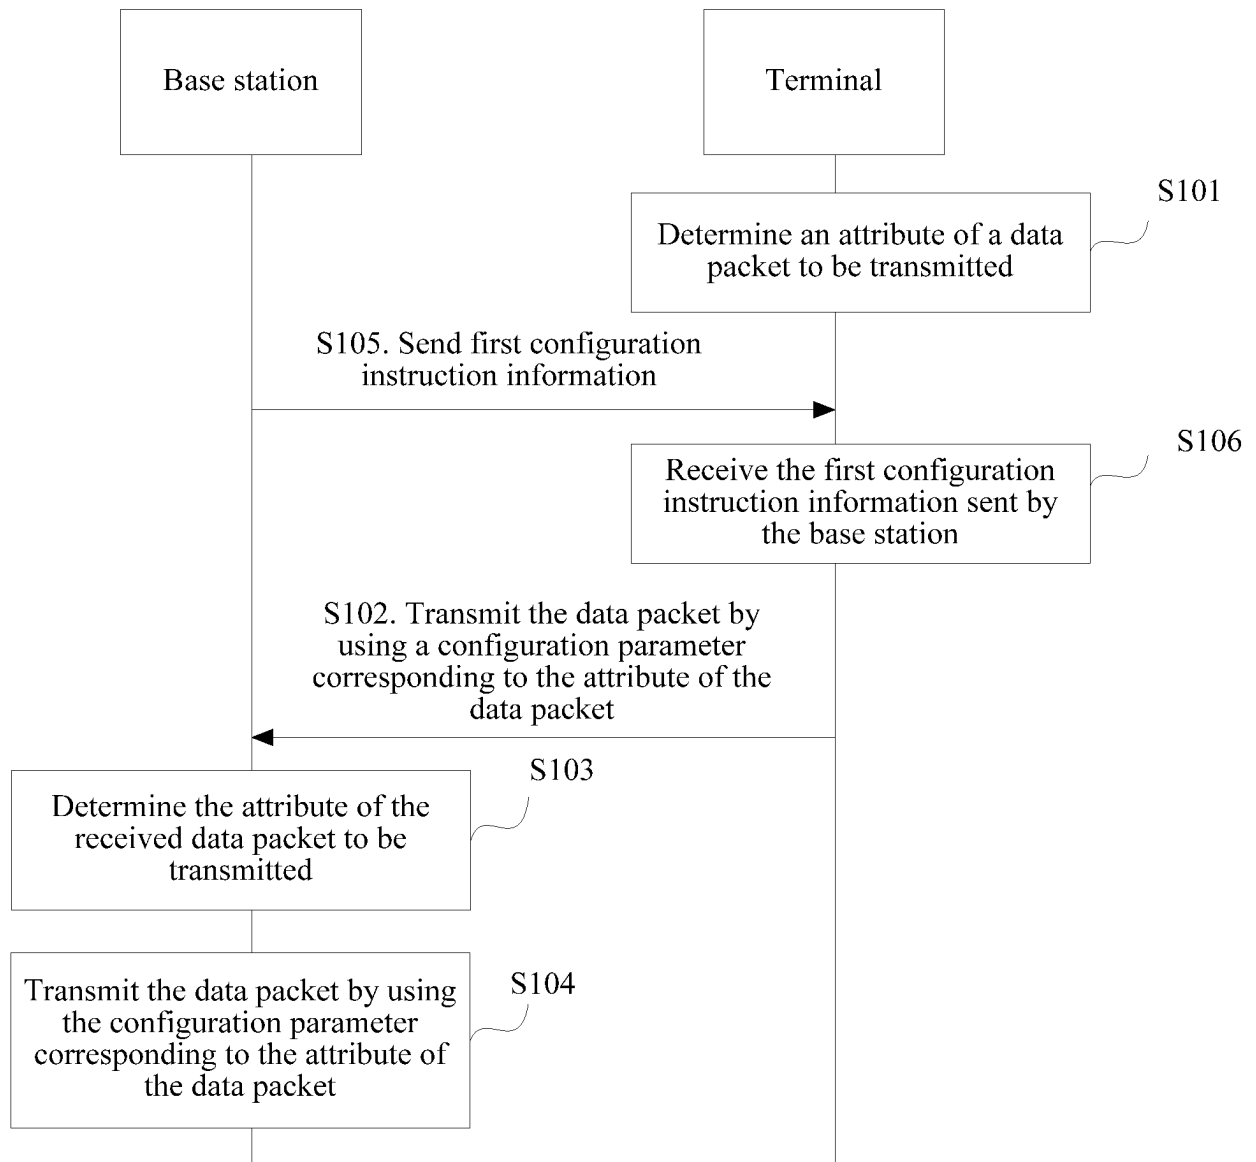 Base station
Terminal
S101
Determine an attribute of a data
packet to be transmitted
S105. Send first configuration
instruction information
S106
Receive the first configuration
instruction information sent by
the base station
S102. Transmit the data packet by
using a configuration parameter
corresponding to the attribute of the
data packet
S103
Determine the attribute of the
received data packet to be
transmitted
S104
Transmit the data packet by using
the configuration parameter
corresponding to the attribute of
the data packet